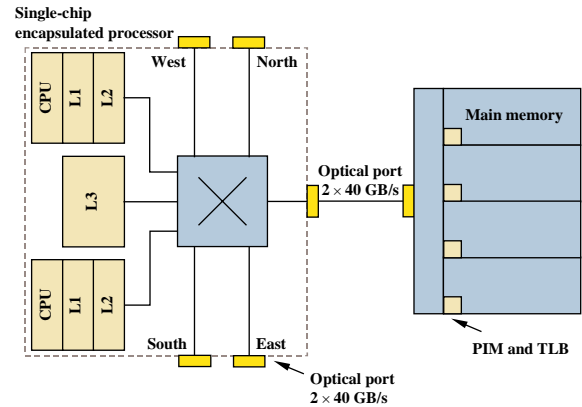 Single-chip
encapsulated processor
West
North
CPU
L1
L2
Main memory
Optical port
2 × 40 GB/s
L3
CPU
L1
L2
South
East
PIM and TLB
Optical port
2 × 40 GB/s